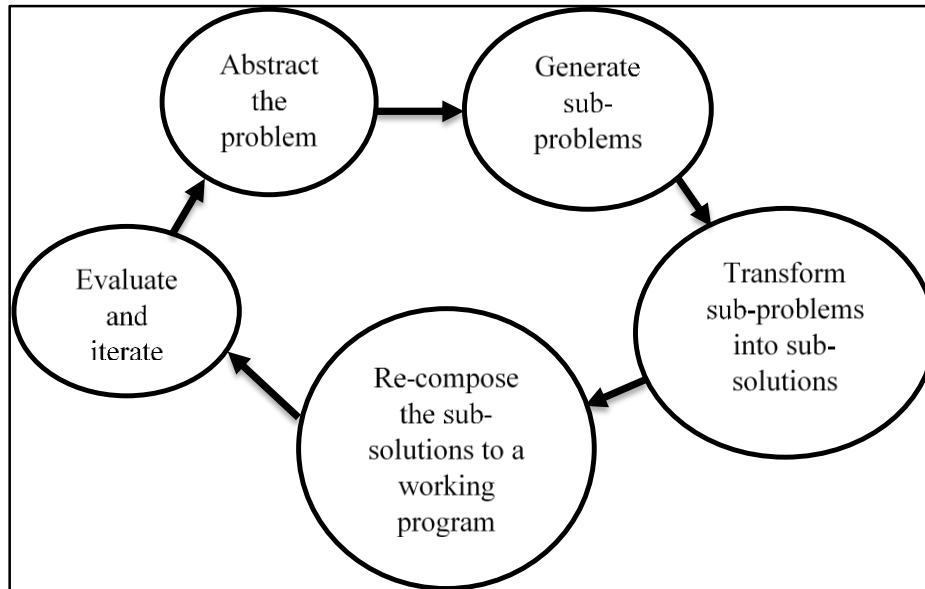 Abstract
the
problem
Generate
sub-
problems
Transform
sub-problems
into sub-
solutions
Re-compose
the sub-
solutions to a
working
program
Evaluate
and
iterate